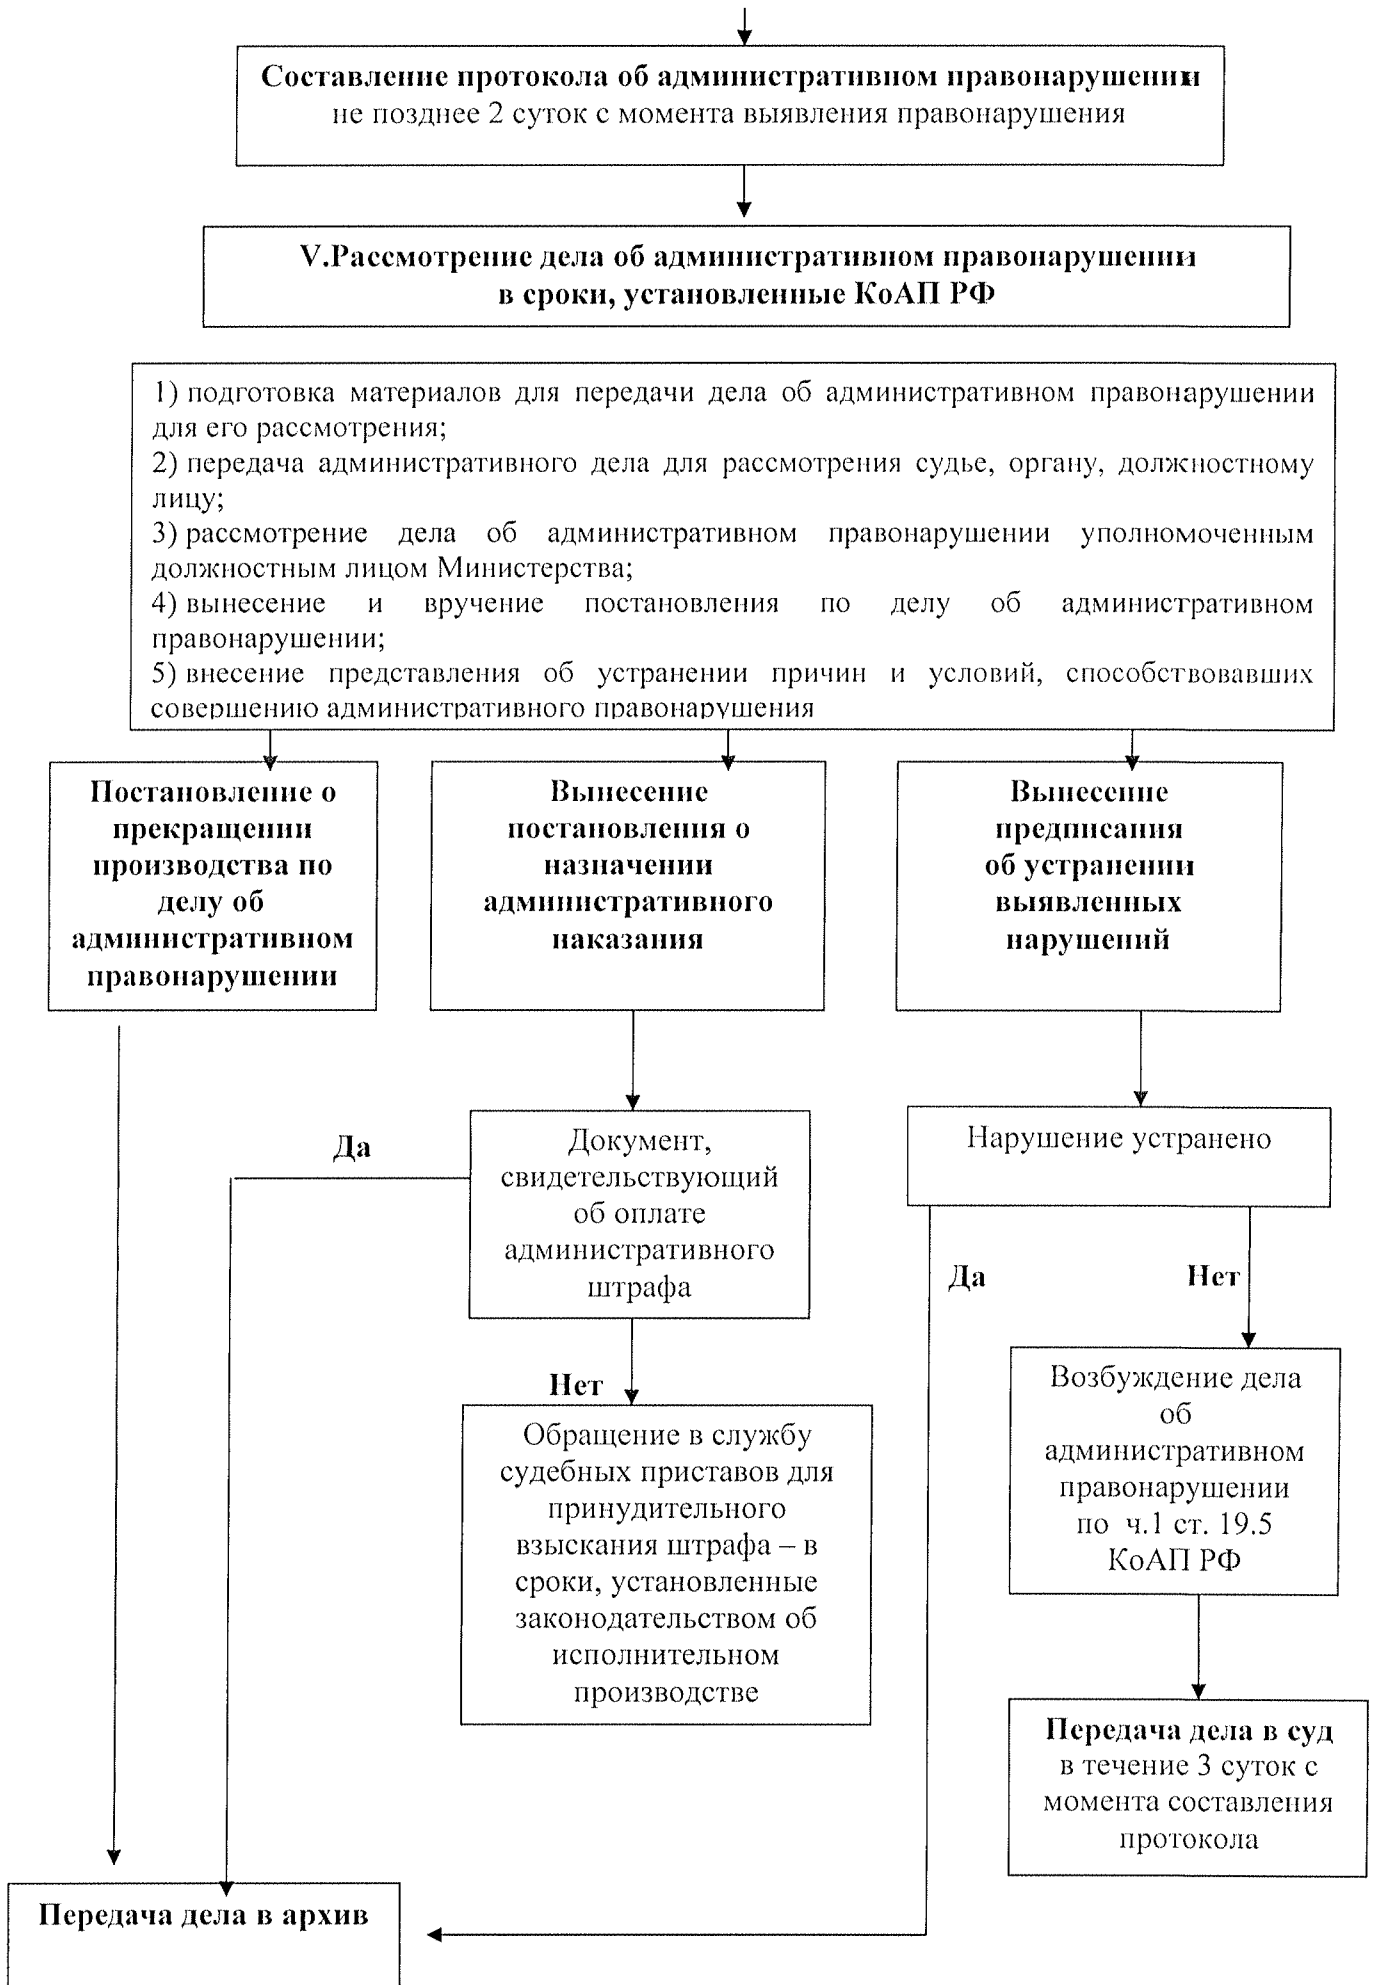 Составление протокола об административном правонарушении
не позднее 2 суток с момента выявления правонарушения
V.Рассмотрение дела об административном правонарушении
в сроки, установленные КоАП РФ
1) подготовка материалов для передачи дела об административном правонарушении
для его рассмотрения;
2) передача административного дела для рассмотрения судье, органу, должностному
лицу;
3) рассмотрение дела об административном правонарушении уполномоченным
должностным лицом Министерства;
4) вынесение и вручение постановления по делу об административном
правонарушении;
5) внесение представления об устранении причин и условий, способствовавших
совершению административного правонарушения
Постановление о
прекращении
производства по
делу об
административном
правонарушении
Вынесение
постановления о
назначении
административного
наказания
Вынесение
предписания
об устранении
выявленных
нарушений
Да
Документ,
свидетельствующий
об оплате
административного
штрафа
Нарушение устранено
Да
Нет
Нет
Обращение в службу
судебных приставов для
принудительного
взыскания штрафа – в
сроки, установленные
законодательством об
исполнительном
производстве
Возбуждение дела
об
административном
правонарушении
по ч.1 ст. 19.5
КоАП РФ
Передача дела в суд
в течение 3 суток с
момента составления
протокола
Передача дела в архив